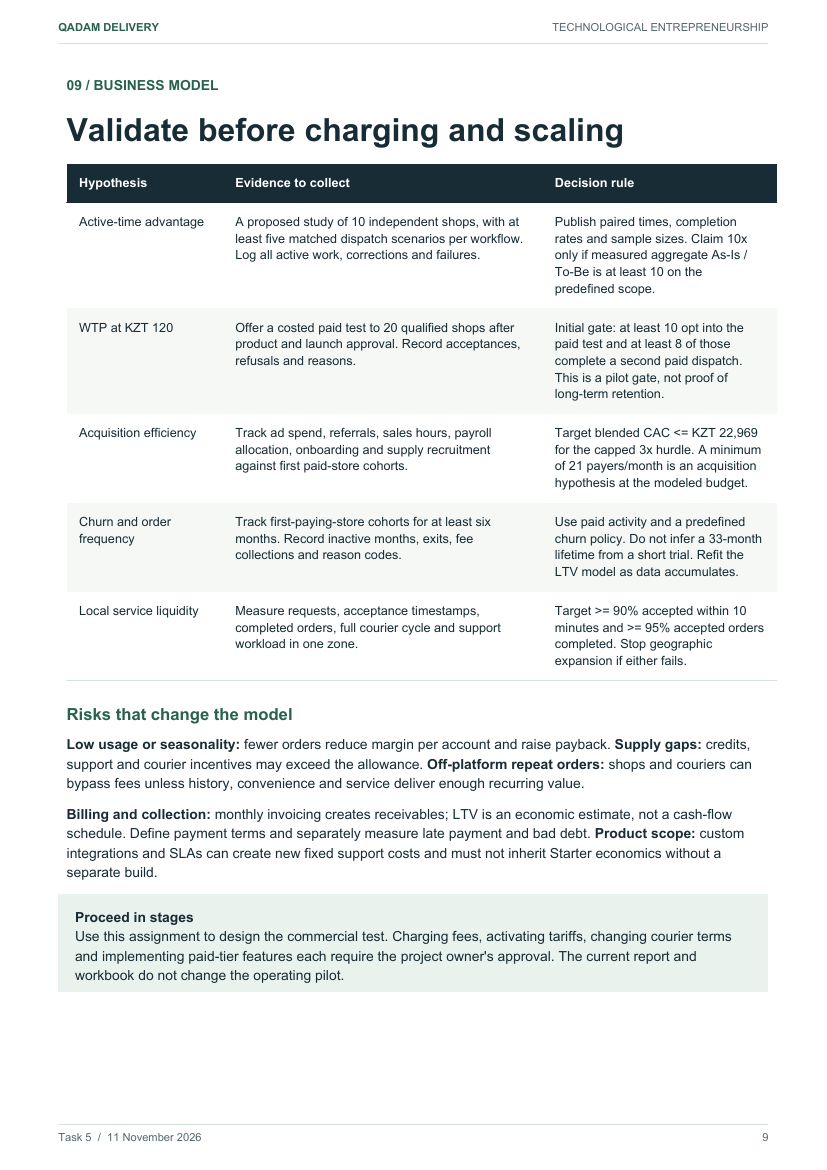 QADAM DELIVERY
TECHNOLOGICAL ENTREPRENEURSHIP
09 / BUSINESS MODEL
Validate before charging and scaling
Hypothesis
Evidence to collect
Decision rule
Active-time advantage
A proposed study of 10 independent shops, with at
least five matched dispatch scenarios per workflow.
Log all active work, corrections and failures.
Publish paired times, completion
rates and sample sizes. Claim 10x
only if measured aggregate As-Is /
To-Be is at least 10 on the
predefined scope.
WTP at KZT 120
Offer a costed paid test to 20 qualified shops after
product and launch approval. Record acceptances,
refusals and reasons.
Initial gate: at least 10 opt into the
paid test and at least 8 of those
complete a second paid dispatch.
This is a pilot gate, not proof of
long-term retention.
Acquisition efficiency
Track ad spend, referrals, sales hours, payroll
allocation, onboarding and supply recruitment
against first paid-store cohorts.
Target blended CAC <= KZT 22,969
for the capped 3x hurdle. A minimum
of 21 payers/month is an acquisition
hypothesis at the modeled budget.
Churn and order
frequency
Track first-paying-store cohorts for at least six
months. Record inactive months, exits, fee
collections and reason codes.
Use paid activity and a predefined
churn policy. Do not infer a 33-month
lifetime from a short trial. Refit the
LTV model as data accumulates.
Local service liquidity
Measure requests, acceptance timestamps,
completed orders, full courier cycle and support
workload in one zone.
Target >= 90% accepted within 10
minutes and >= 95% accepted orders
completed. Stop geographic
expansion if either fails.
Risks that change the model
Low usage or seasonality: fewer orders reduce margin per account and raise payback. Supply gaps: credits,
support and courier incentives may exceed the allowance. Off-platform repeat orders: shops and couriers can
bypass fees unless history, convenience and service deliver enough recurring value.
Billing and collection: monthly invoicing creates receivables; LTV is an economic estimate, not a cash-flow
schedule. Define payment terms and separately measure late payment and bad debt. Product scope: custom
integrations and SLAs can create new fixed support costs and must not inherit Starter economics without a
separate build.
Proceed in stages
Use this assignment to design the commercial test. Charging fees, activating tariffs, changing courier terms
and implementing paid-tier features each require the project owner's approval. The current report and
workbook do not change the operating pilot.
Task 5 / 11 November 2026
9